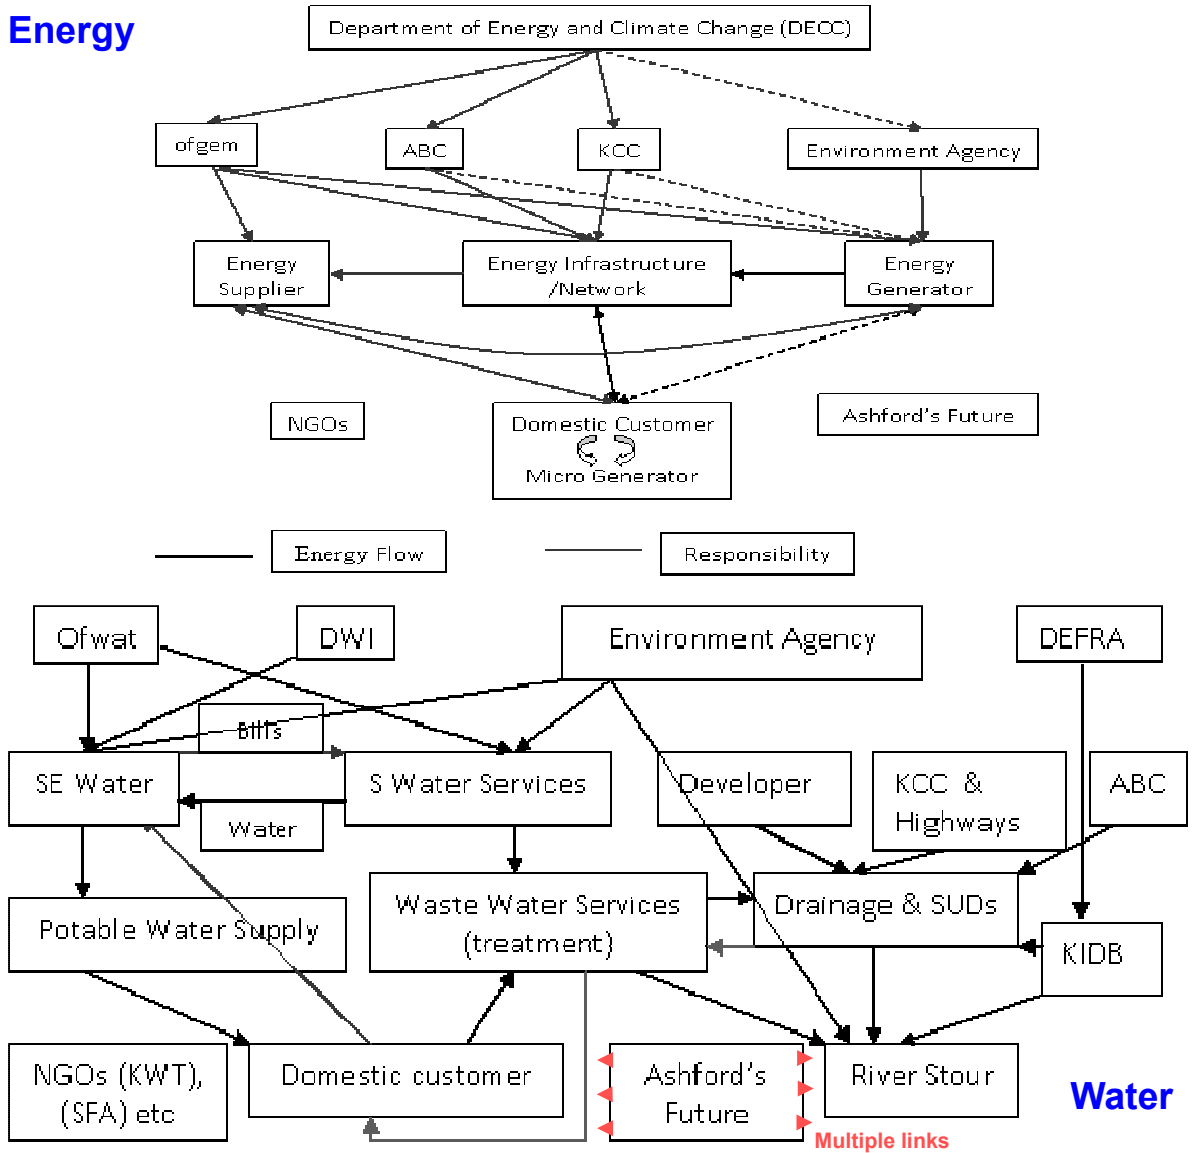 Energy
Department of Energy and Climate Change (DECC)
ofgem
ABC
KCC
Environment Agency
Energy
Supplier
Energy Infrastructure
/Network
Energy
Generator
NGOs
Domestic Customer
Micro Generator
Ashford's Future
Energy Flow
Responsibility
Ofwat
DWI
Environment Agency
DEFRA
Bills
SE Water
S Water Services
Developer
KCC &
Highways
ABC
Water
Potable Water Supply
Waste Water Services
(treatment)
Drainage & SUDs
KIDB
NGOs (KWT),
(SFA) etc
Domestic customer
Ashford's
Future
River Stour
Water
Multiple links